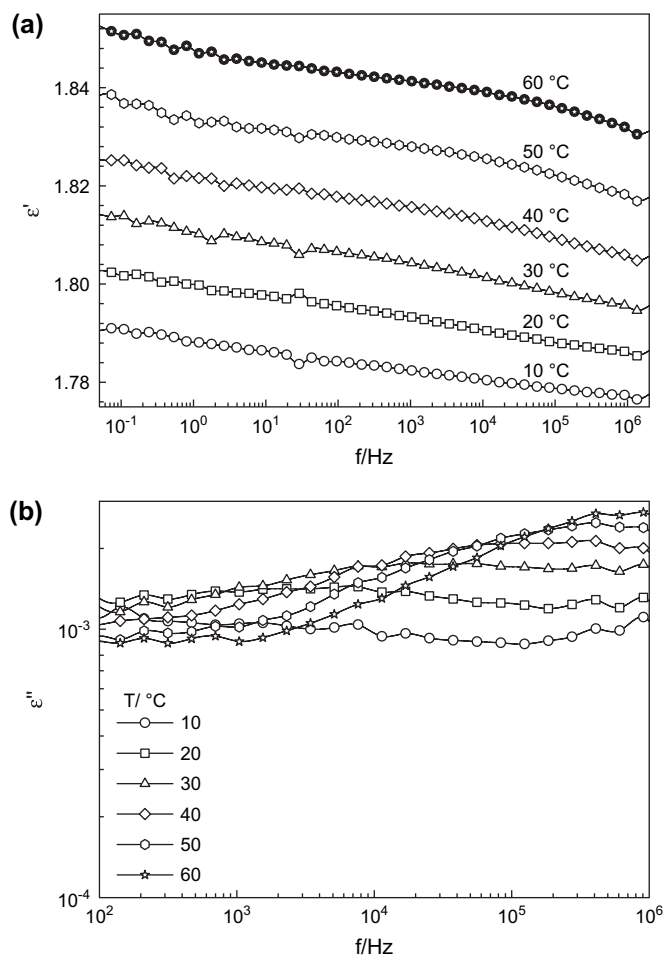 (a)
1.84
1.82
1.80
1.78
ε'
60 °C
50 °C
40 °C
30 °C
20 °C
10 °C
10⁻¹ 10⁰ 10¹ 10² 10³ 10⁴ 10⁵ 10⁶
f/Hz
(b)
10⁻³
10⁻⁴
ε"
T/ °C
10
20
30
40
50
60
10² 10³ 10⁴ 10⁵ 10⁶
f/Hz